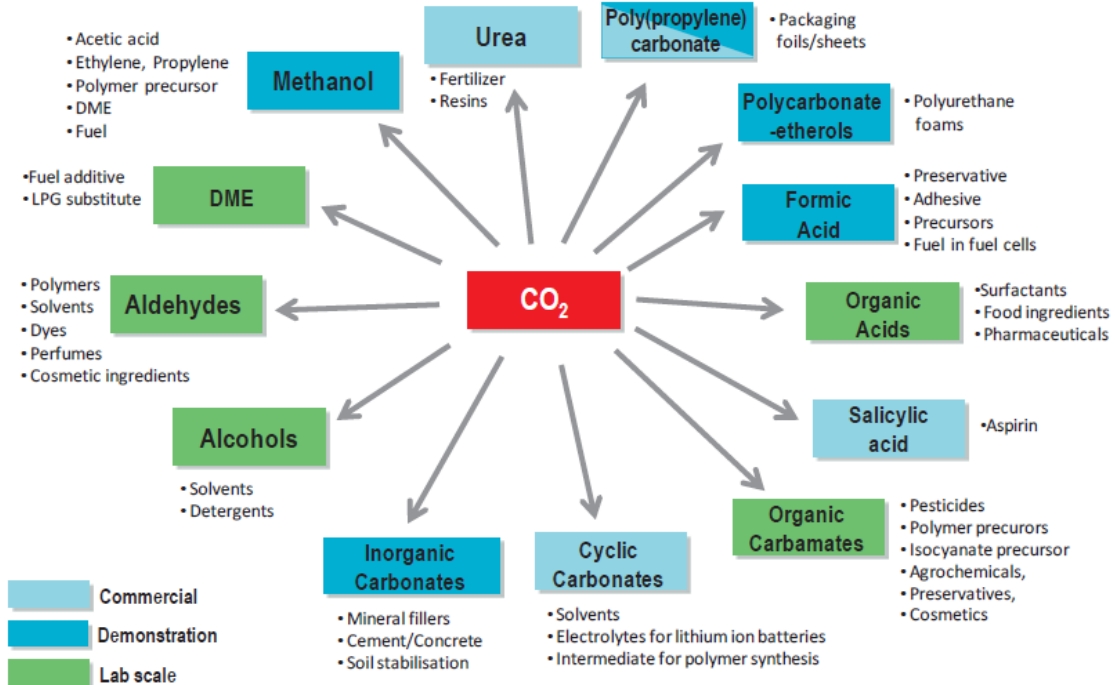 Urea
• Fertilizer
• Resins
Poly(propylene)
carbonate
• Packaging
foils/sheets
• Acetic acid
• Ethylene, Propylene
• Polymer precursor
• DME
• Fuel
Methanol
Polycarbonate
-etherols
• Polyurethane
foams
•Fuel additive
• LPG substitute
DME
Formic
Acid
• Preservative
• Adhesive
• Precursors
• Fuel in fuel cells
• Polymers
• Solvents
• Dyes
• Perfumes
• Cosmetic ingredients
Aldehydes
CO₂
Organic
Acids
•Surfactants
•Food ingredients
•Pharmaceuticals
Alcohols
• Solvents
• Detergents
Salicylic
acid
•Aspirin
Organic
Carbamates
• Pesticides
• Polymer precurors
• Isocyanate precursor
• Agrochemicals,
• Preservatives,
• Cosmetics
Inorganic
Carbonates
• Mineral fillers
• Cement/Concrete
• Soil stabilisation
Cyclic
Carbonates
• Solvents
• Electrolytes for lithium ion batteries
• Intermediate for polymer synthesis
Commercial
Demonstration
Lab scale